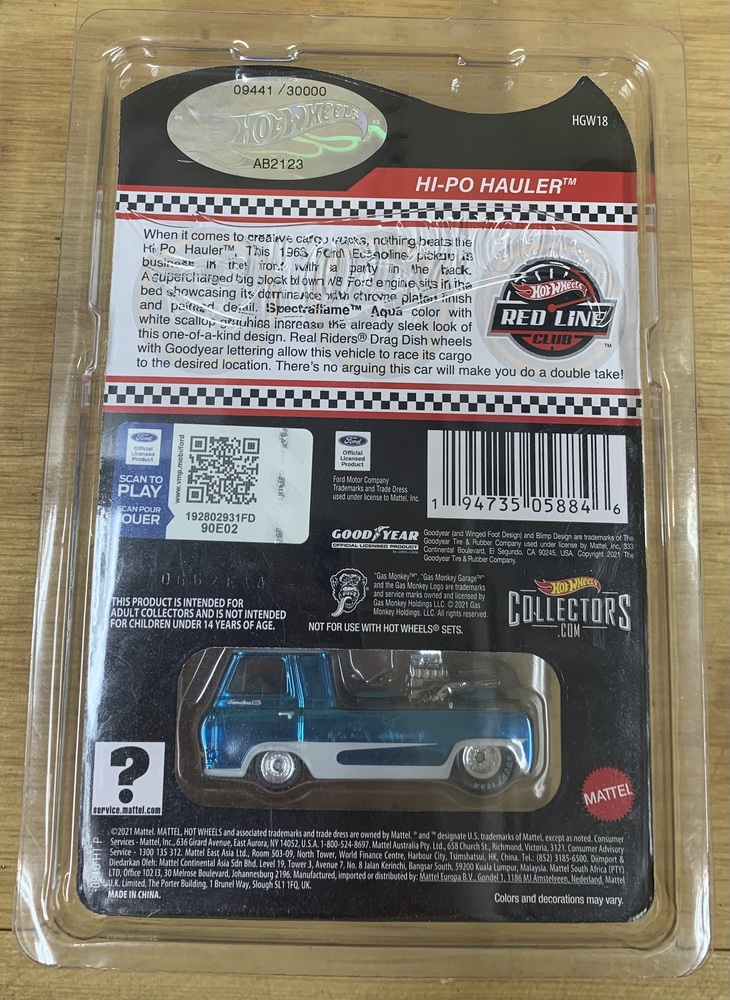 09441 / 30000
Hot Wheels
AB2123
HGW18
HI-PO HAULER™
When it comes to creative cargo trucks, nothing beats the
Hi-Po Hauler™. This 1963 Ford Econoline pickup is
business in the front with a party in the back.
A supercharged big block blown V8 Ford engine sits in the
bed showcasing its dominance with chrome plated finish
and painted detail. Spectraflame™ Aqua color with
white scallop graphics increase the already sleek look of
this one-of-a-kind design. Real Riders® Drag Dish wheels
with Goodyear lettering allow this vehicle to race its cargo
to the desired location. There's no arguing this car will make you do a double take!
Hot Wheels
RED LINE
CLUB
™
Ford
Official
Licensed
Product
SCAN TO
PLAY
SCAN POUR
JOUER
www.vmp.mobi/ford
192802931FD
90E02
Ford
Official
Licensed
Product
Ford Motor Company
Trademarks and Trade Dress
used under license to Mattel, Inc.
1 94735 05884 6
GOODYEAR
OFFICIAL LICENSED PRODUCT
Goodyear (and Winged Foot Design) and Blimp Design are trademarks of The
Goodyear Tire & Rubber Company used under license by Mattel, Inc. 333
Continental Boulevard, El Segundo, CA 90245, USA. Copyright 2021 The
Goodyear Tire & Rubber Company.
THIS PRODUCT IS INTENDED FOR
ADULT COLLECTORS AND IS NOT INTENDED
FOR CHILDREN UNDER 14 YEARS OF AGE.
"Gas Monkey™", "Gas Monkey Garage™"
and the Gas Monkey Logo are trademarks
and service marks owned and licensed by
Gas Monkey Holdings LLC. © 2021 Gas
Monkey Holdings, LLC. All rights reserved.
NOT FOR USE WITH HOT WHEELS® SETS.
Hot Wheels
COLLECTORS
.COM
?
service.mattel.com
MATTEL
©2021 Mattel. MATTEL, HOT WHEELS and associated trademarks and trade dress are owned by Mattel. ® and ™ designate U.S. trademarks of Mattel, except as noted. Consumer
Services - Mattel, Inc., 636 Girard Avenue, East Aurora, NY 14052, U.S.A. 1-800-524-8697. Mattel Australia Pty. Ltd., 658 Church St., Richmond, Victoria, 3121. Consumer Advisory
Service - 1300 135 312. Mattel East Asia Ltd., Room 503-09, North Tower, World Finance Centre, Harbour City, Tsimshatsui, HK, China. Tel.: (852) 3185-6500. Diimport &
Diedarkan Oleh: Mattel Continental Asia Sdn Bhd. Level 19, Tower 3, Avenue 7, No. 8 Jalan Kerinchi, Bangsar South, 59200 Kuala Lumpur, Malaysia. Mattel South Africa (PTY)
LTD, Office 102 I3, 30 Melrose Boulevard, Johannesburg 2196. Manufactured, imported or distributed by: Mattel Europa B.V., Gondel 1, 1186 MJ Amstelveen, Nederland, Mattel
U.K. Limited, The Porter Building, 1 Brunel Way, Slough SL1 1FQ, UK.
MADE IN CHINA.
Colors and decorations may vary.